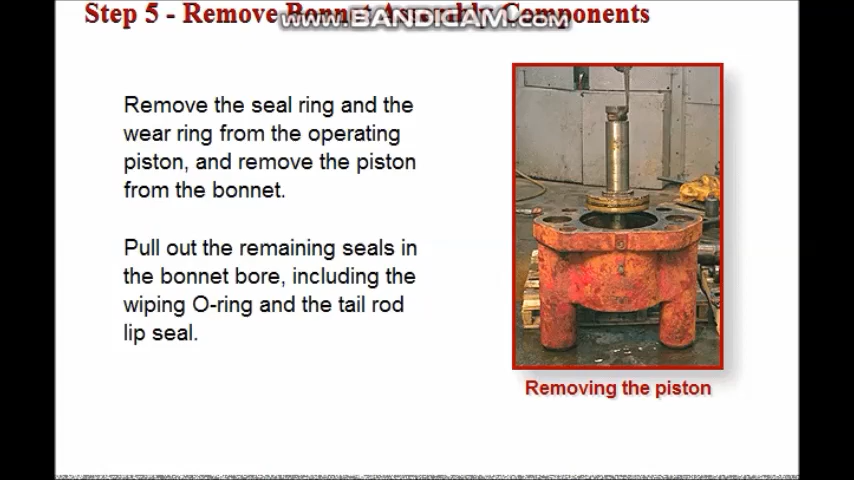 Step 5 - Remove Bonnet Assembly Components
www.BANDICAM.com
Remove the seal ring and the
wear ring from the operating
piston, and remove the piston
from the bonnet.
Pull out the remaining seals in
the bonnet bore, including the
wiping O-ring and the tail rod
lip seal.
Removing the piston